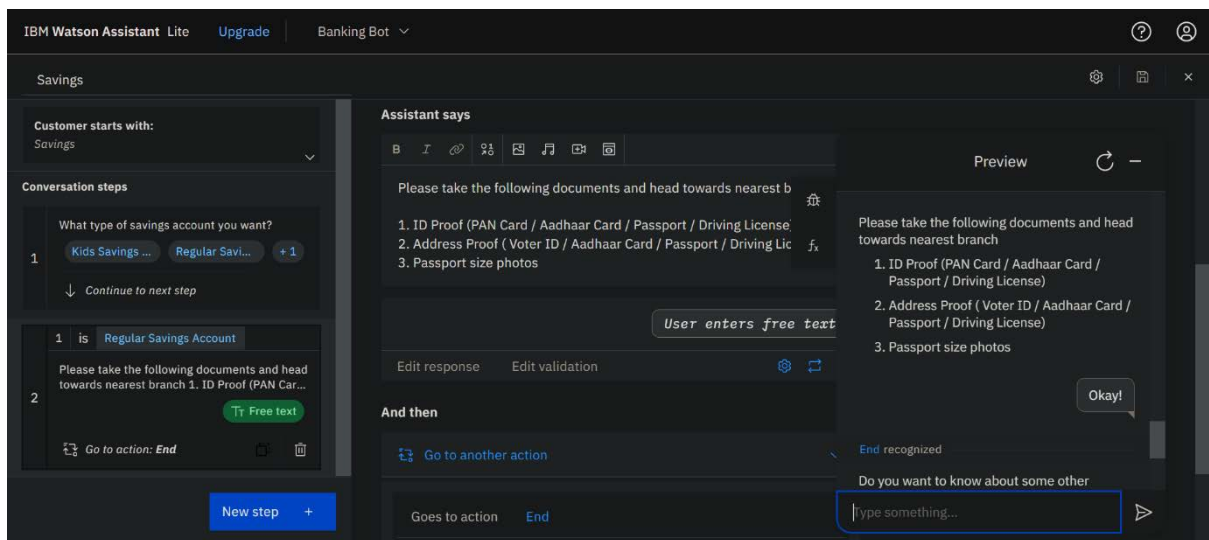 IBM Watson Assistant Lite Upgrade Banking Bot
Savings
Customer starts with:
Savings
Conversation steps
1
What type of savings account you want?
Kids Savings ... Regular Savi... + 1
Continue to next step
2
1 is Regular Savings Account
Please take the following documents and head
towards nearest branch 1. ID Proof (PAN Car...
Free text
Go to action: End
New step +
Assistant says
B I
Please take the following documents and head towards nearest b
1. ID Proof (PAN Card / Aadhaar Card / Passport / Driving License
2. Address Proof ( Voter ID / Aadhaar Card / Passport / Driving Lic
3. Passport size photos
User enters free text
Edit response Edit validation
And then
Go to another action
Goes to action End
Preview
Please take the following documents and head
towards nearest branch
1. ID Proof (PAN Card / Aadhaar Card /
Passport / Driving License)
2. Address Proof ( Voter ID / Aadhaar Card /
Passport / Driving License)
3. Passport size photos
Okay!
End recognized
Do you want to know about some other
Type something...